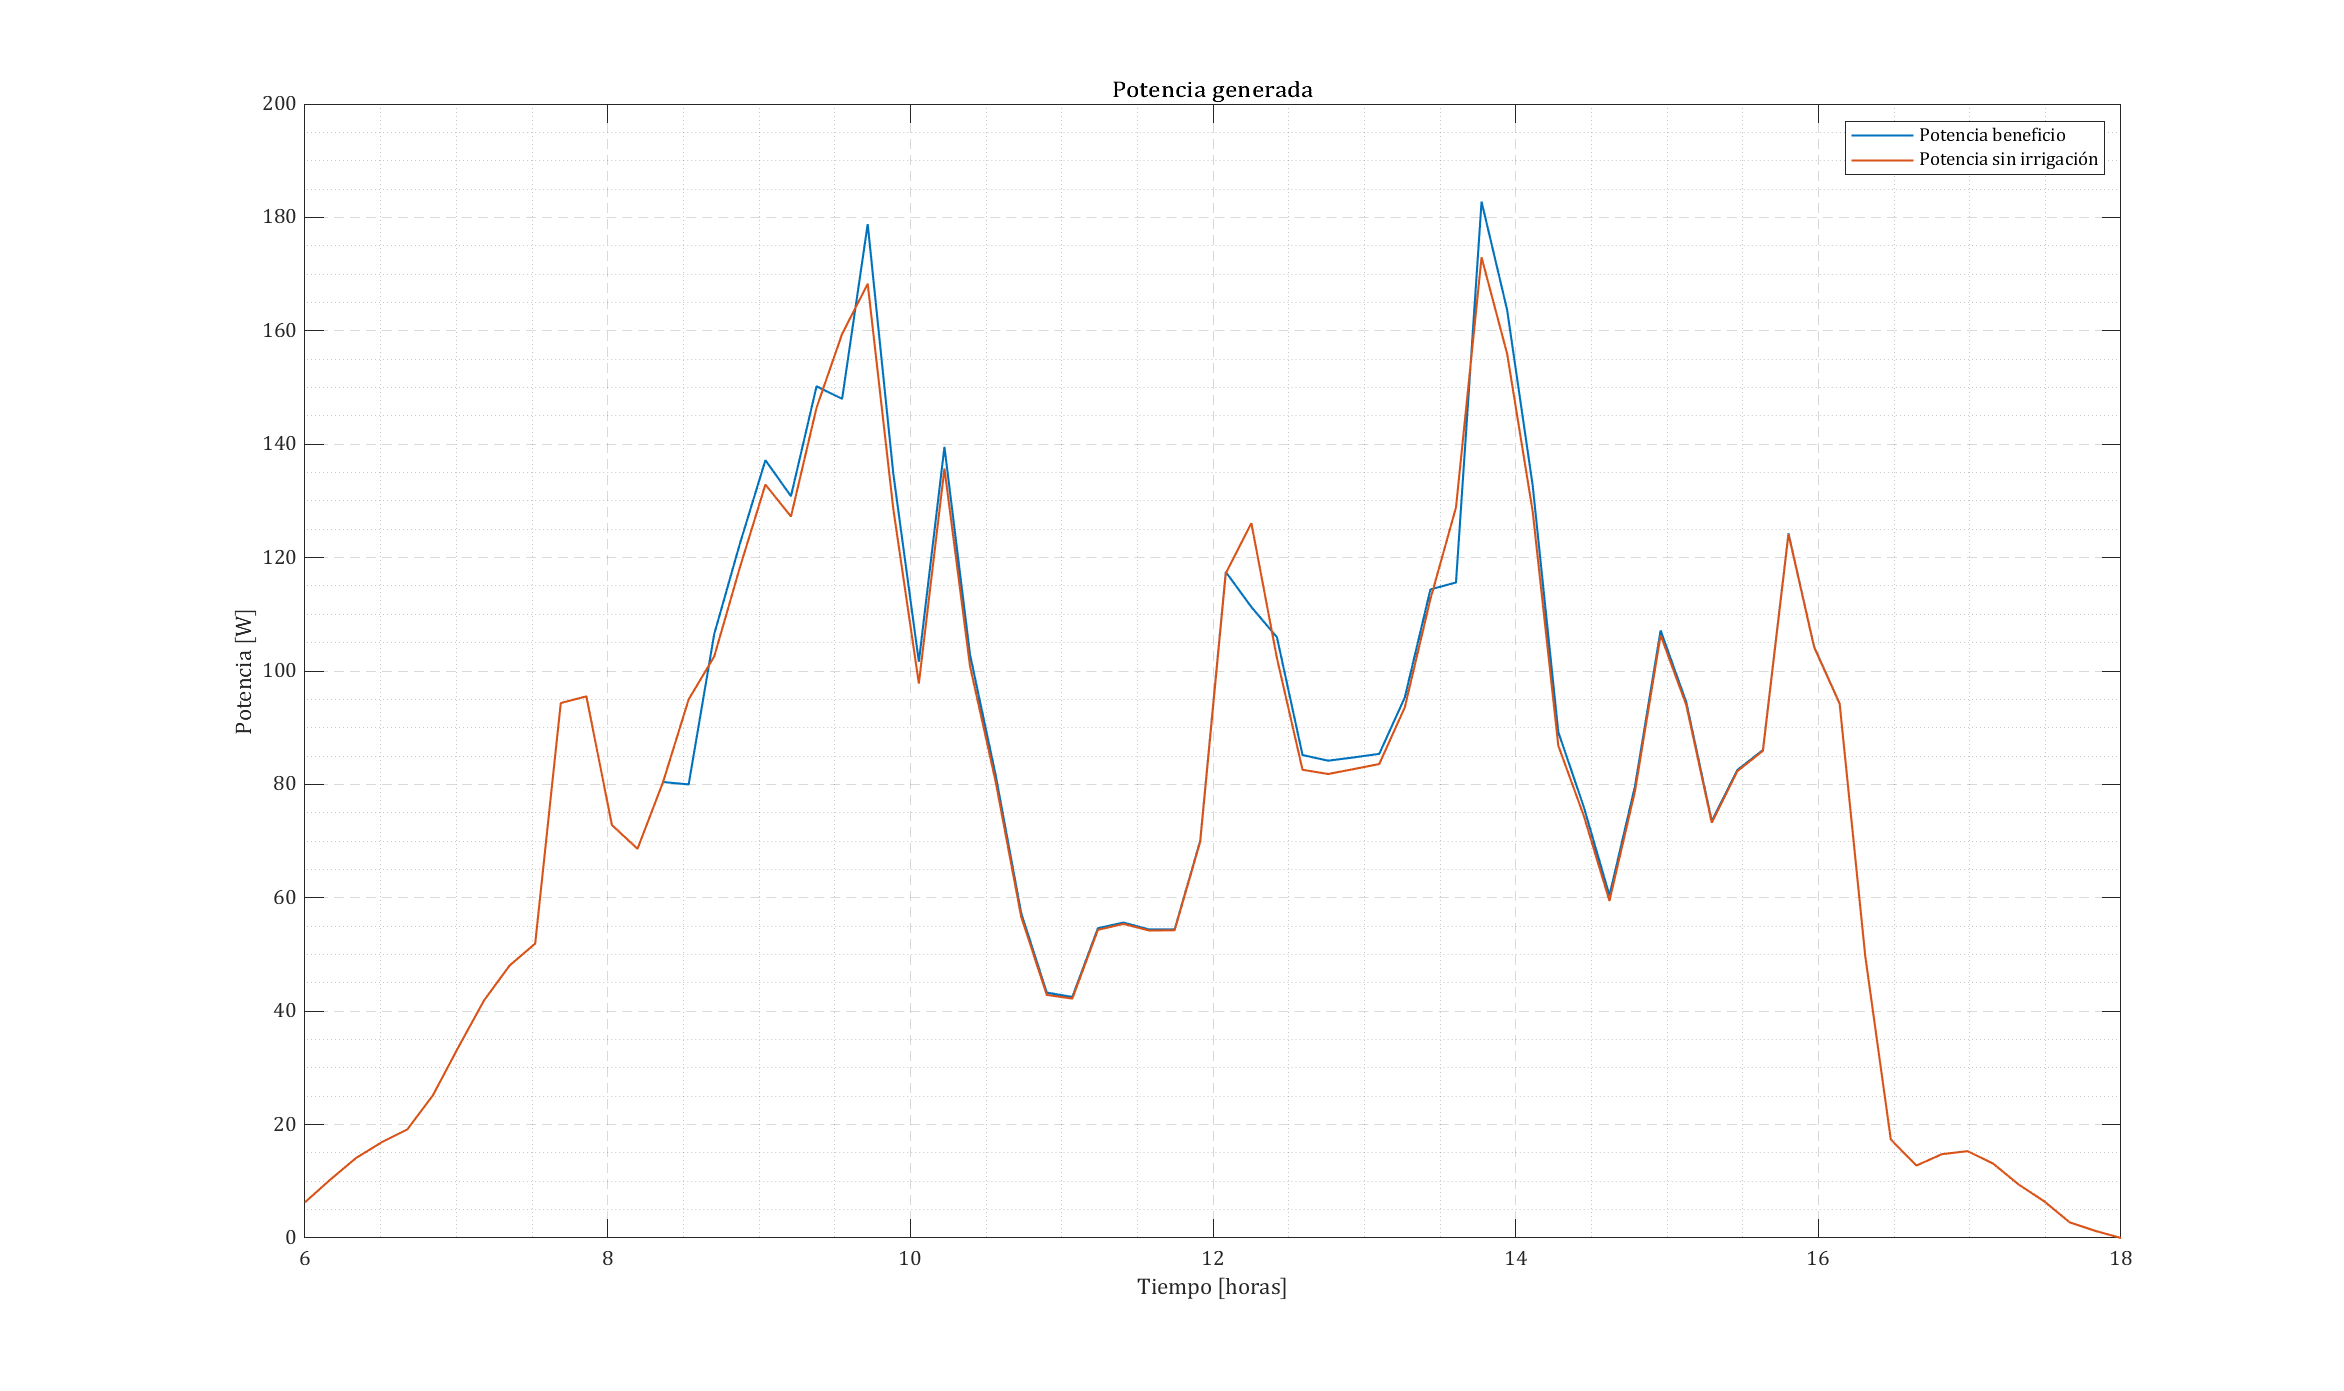 Potencia generada
200
180
160
140
120
100
80
60
40
20
0
Potencia [W]
Potencia beneficio
Potencia sin irrigación
6 8 10 12 14 16 18
Tiempo [horas]